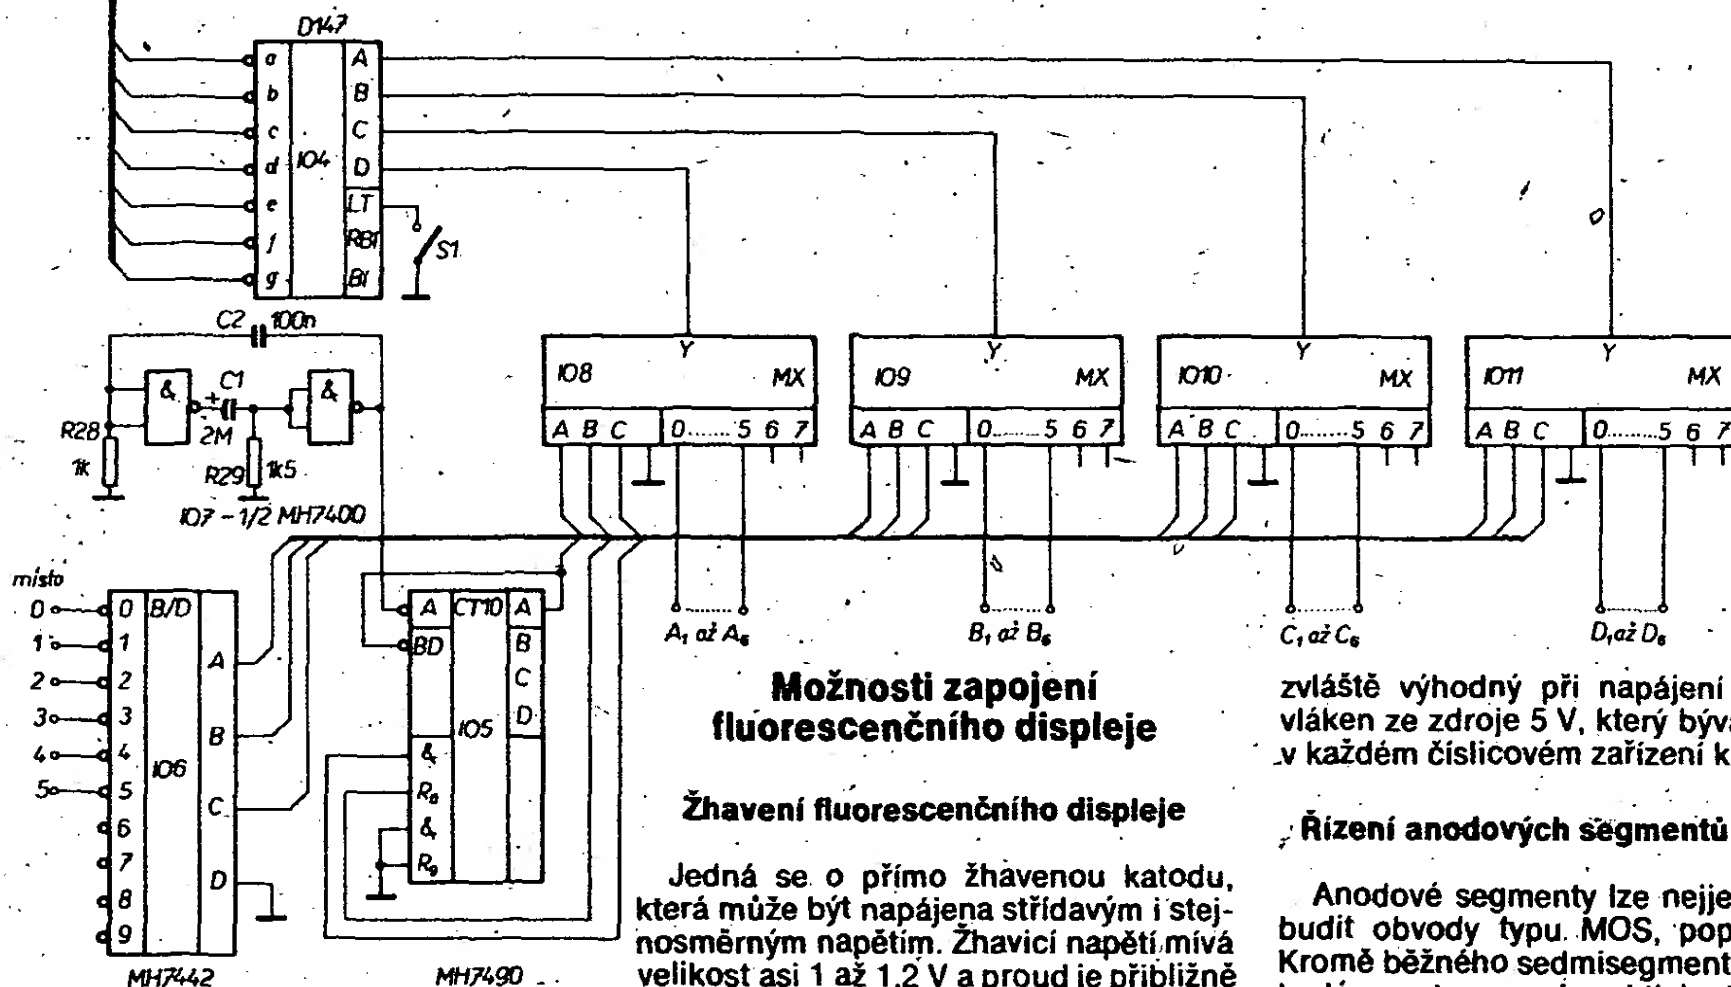 D147
a A
b B
c IO4 C
d D
e LT
f RBI
g BI
S1
C2 100n
& C1 &
+
2M
R28
1k
R29 1k5
IO7 - 1/2 MH7400
Y
IO8 MX
A B C 0.......5 6 7
Y
IO9 MX
A B C 0.......5 6 7
Y
IO10 MX
A B C 0.......5 6 7
Y
IO11 MX
A B C 0.......5 6 7
A₁ až A₆
B₁ až B₆
C₁ až C₆
D₁ až D₆
místo
0 0 B/D
1 1 A
2 2
3 3 B
4 4 IO6
5 5 C
6
7
8 D
9
MH7442
A CT10 A
BD B
C
D
IO5
&
R₀
&
R₉
MH7490
Možnosti zapojení
fluorescenčního displeje
Žhavení fluorescenčního displeje
Jedná se o přímo žhavenou katodu,
která může být napájena střídavým i stej-
nosměrným napětím. Žhavicí napětí mívá
velikost asi 1 až 1,2 V a proud je přibližně
zvláště výhodný při napájení
vláken ze zdroje 5 V, který býva
v každém číslicovém zařízení k
Řízení anodových segmentů
Anodové segmenty lze nejje
budit obvody typu MOS, pop
Kromě běžného sedmisegment